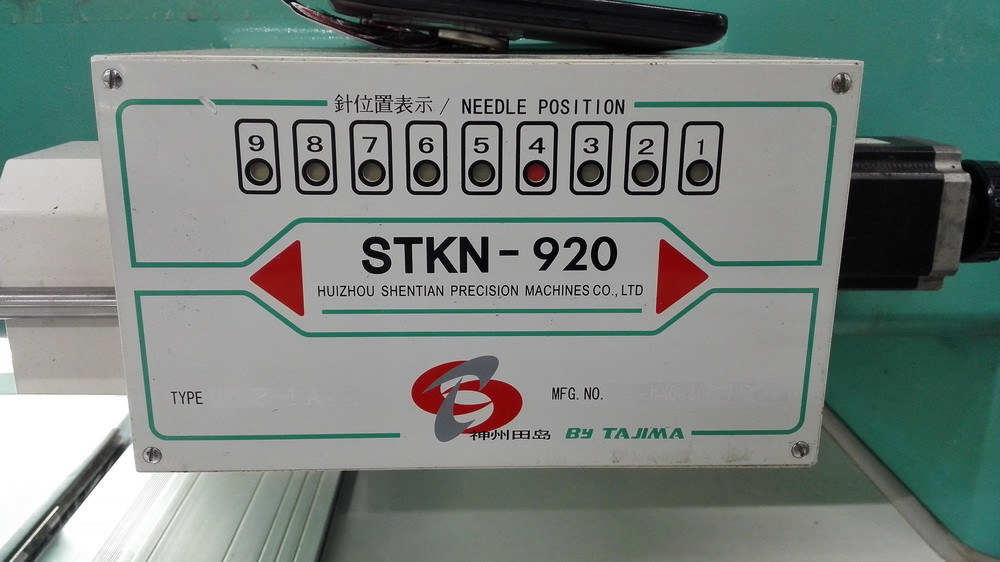 針位置表示 / NEEDLE POSITION
9 8 7 6 5 4 3 2 1
STKN-920
HUIZHOU SHENTIAN PRECISION MACHINES CO., LTD
TYPE
MFG. NO.
神州田岛 BY TAJIMA